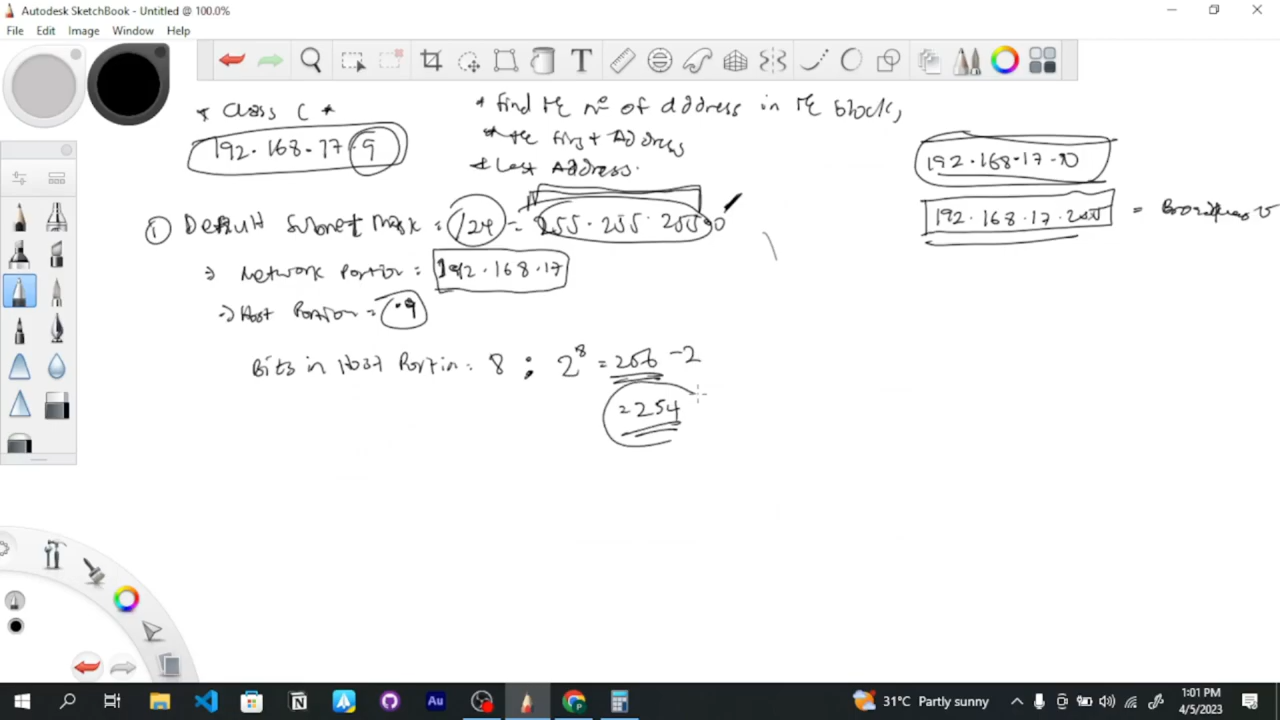 Autodesk SketchBook - Untitled @ 100.0%
File Edit Image Window Help
* Class C *
192.168.17.9
* find the nº of address in the block,
* the first Address
* Last Address.
192.168.17.0
192.168.17.255 =
① Default Subnet Mask = /24 = 255.255.255.0
⇒ Network Portion = 192.168.17
⇒ Host Portion = .9
Bits in Host Portion: 8 ; 2⁸ = 256 -2
= 254
31°C Partly sunny
1:01 PM
4/5/2023